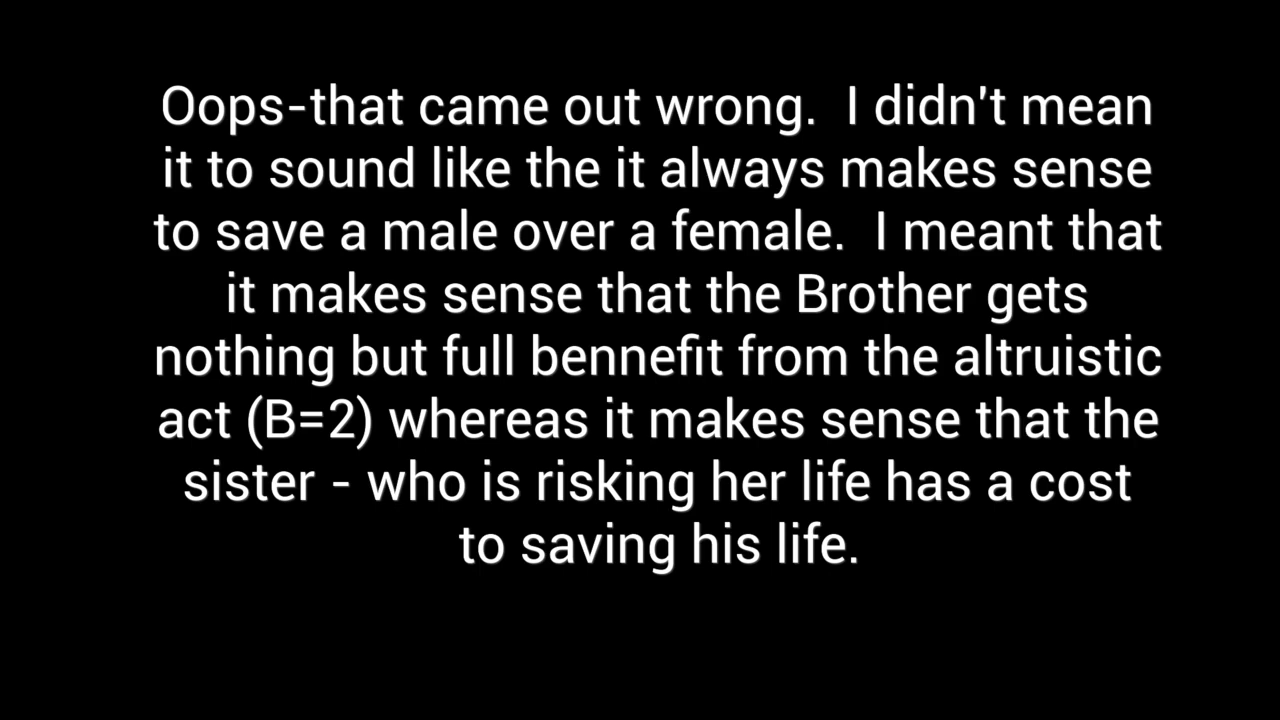 Oops-that came out wrong.  I didn't mean
it to sound like the it always makes sense
to save a male over a female.  I meant that
it makes sense that the Brother gets
nothing but full bennefit from the altruistic
act (B=2) whereas it makes sense that the
sister - who is risking her life has a cost
to saving his life.